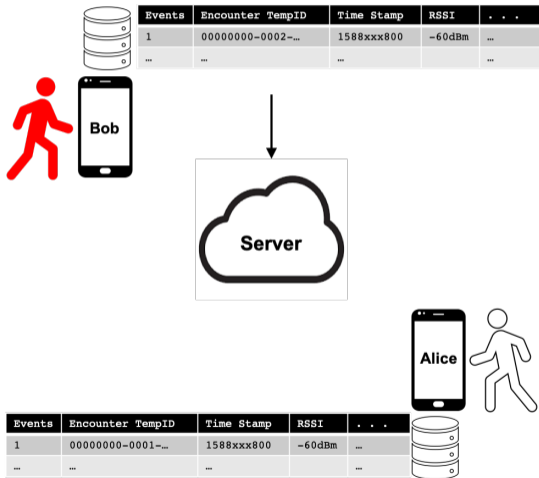 Events Encounter TempID Time Stamp RSSI . . .
1 00000000-0002-… 1588xxx800 -60dBm …
… … …
Bob
Server
Alice
Events Encounter TempID Time Stamp RSSI . . .
1 00000000-0001-… 1588xxx800 -60dBm …
… … … …